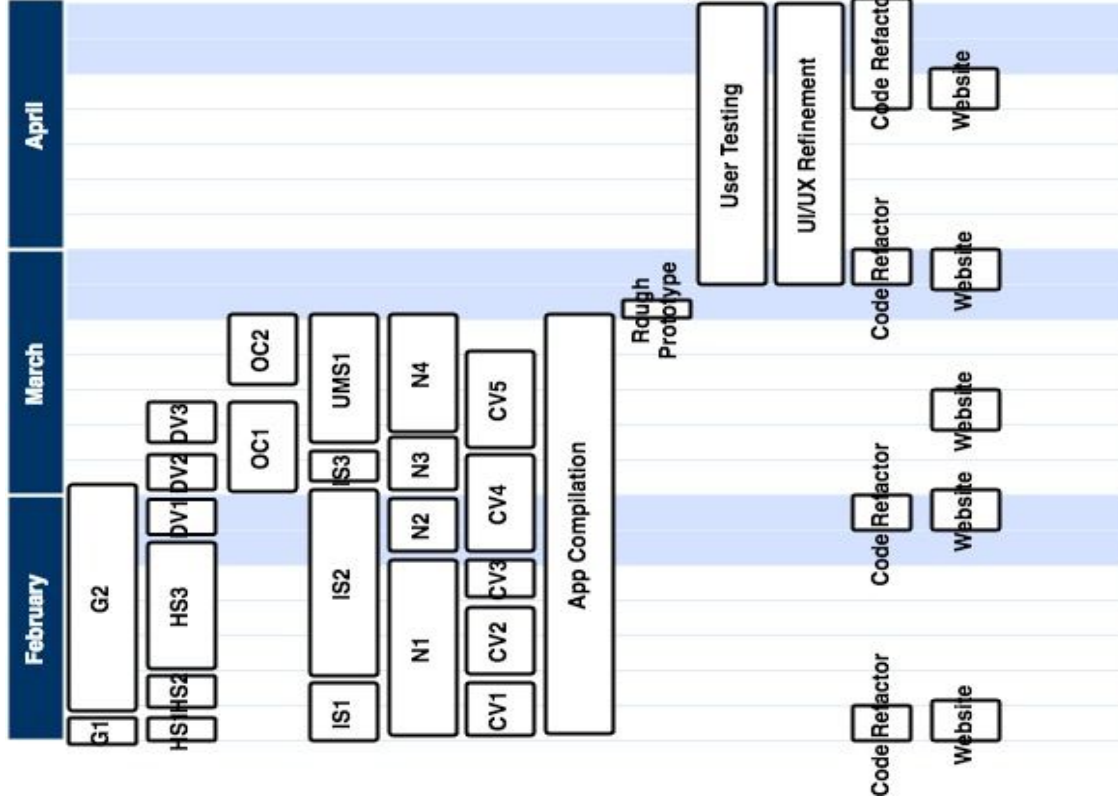 February
March
April
G1
G2
HS1
HS2
HS3
DV1
DV2
DV3
OC1
OC2
IS1
IS2
IS3
UMS1
N1
N2
N3
N4
CV1
CV2
CV3
CV4
CV5
App Compilation
Rough
Prototype
User Testing
UI/UX Refinement
Code Refactor
Code Refactor
Code Refactor
Code Refacto
Website
Website
Website
Website
Website